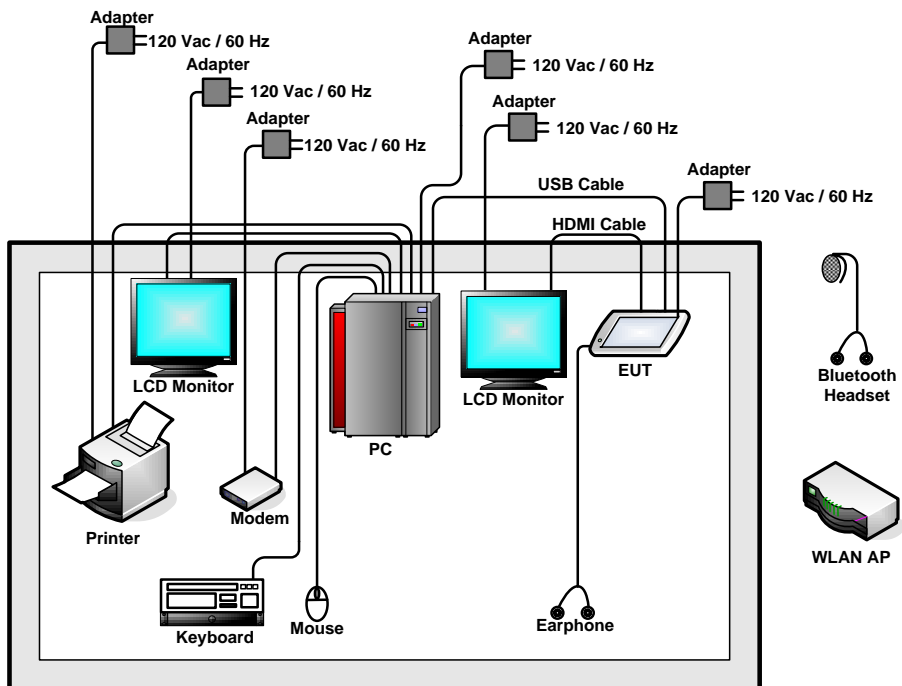 Adapter
120 Vac / 60 Hz
Adapter
120 Vac / 60 Hz
Adapter
120 Vac / 60 Hz
Adapter
120 Vac / 60 Hz
Adapter
120 Vac / 60 Hz
Adapter
120 Vac / 60 Hz
USB Cable
HDMI Cable
LCD Monitor
PC
LCD Monitor
EUT
Bluetooth
Headset
Printer
Modem
WLAN AP
Keyboard
Mouse
Earphone